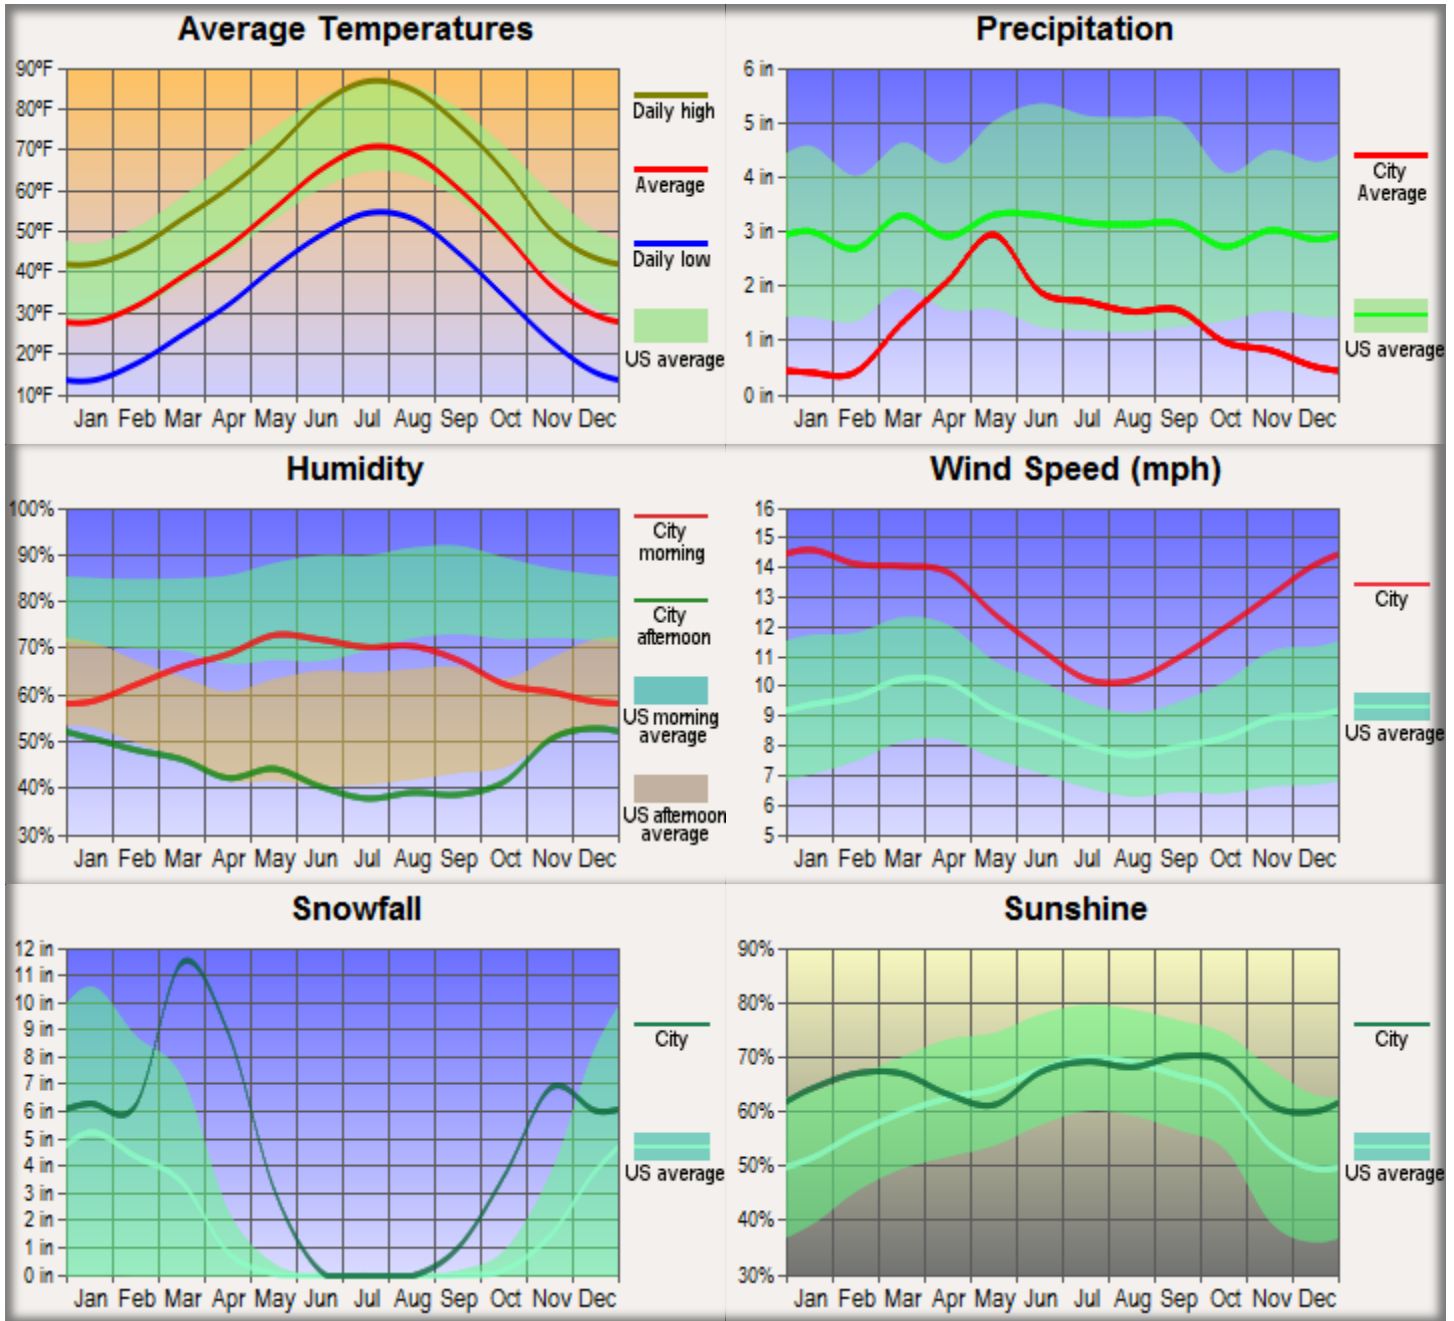 Average Temperatures
90ºF
80ºF
70ºF
60ºF
50ºF
40ºF
30ºF
20ºF
10ºF
Jan Feb Mar Apr May Jun Jul Aug Sep Oct Nov Dec
Daily high
Average
Daily low
US average
Precipitation
6 in
5 in
4 in
3 in
2 in
1 in
0 in
Jan Feb Mar Apr May Jun Jul Aug Sep Oct Nov Dec
City
Average
US average
Humidity
100%
90%
80%
70%
60%
50%
40%
30%
Jan Feb Mar Apr May Jun Jul Aug Sep Oct Nov Dec
City
morning
City
afternoon
US morning
average
US afternoon
average
Wind Speed (mph)
16
15
14
13
12
11
10
9
8
7
6
5
Jan Feb Mar Apr May Jun Jul Aug Sep Oct Nov Dec
City
US average
Snowfall
12 in
11 in
10 in
9 in
8 in
7 in
6 in
5 in
4 in
3 in
2 in
1 in
0 in
Jan Feb Mar Apr May Jun Jul Aug Sep Oct Nov Dec
City
US average
Sunshine
90%
80%
70%
60%
50%
40%
30%
Jan Feb Mar Apr May Jun Jul Aug Sep Oct Nov Dec
City
US average